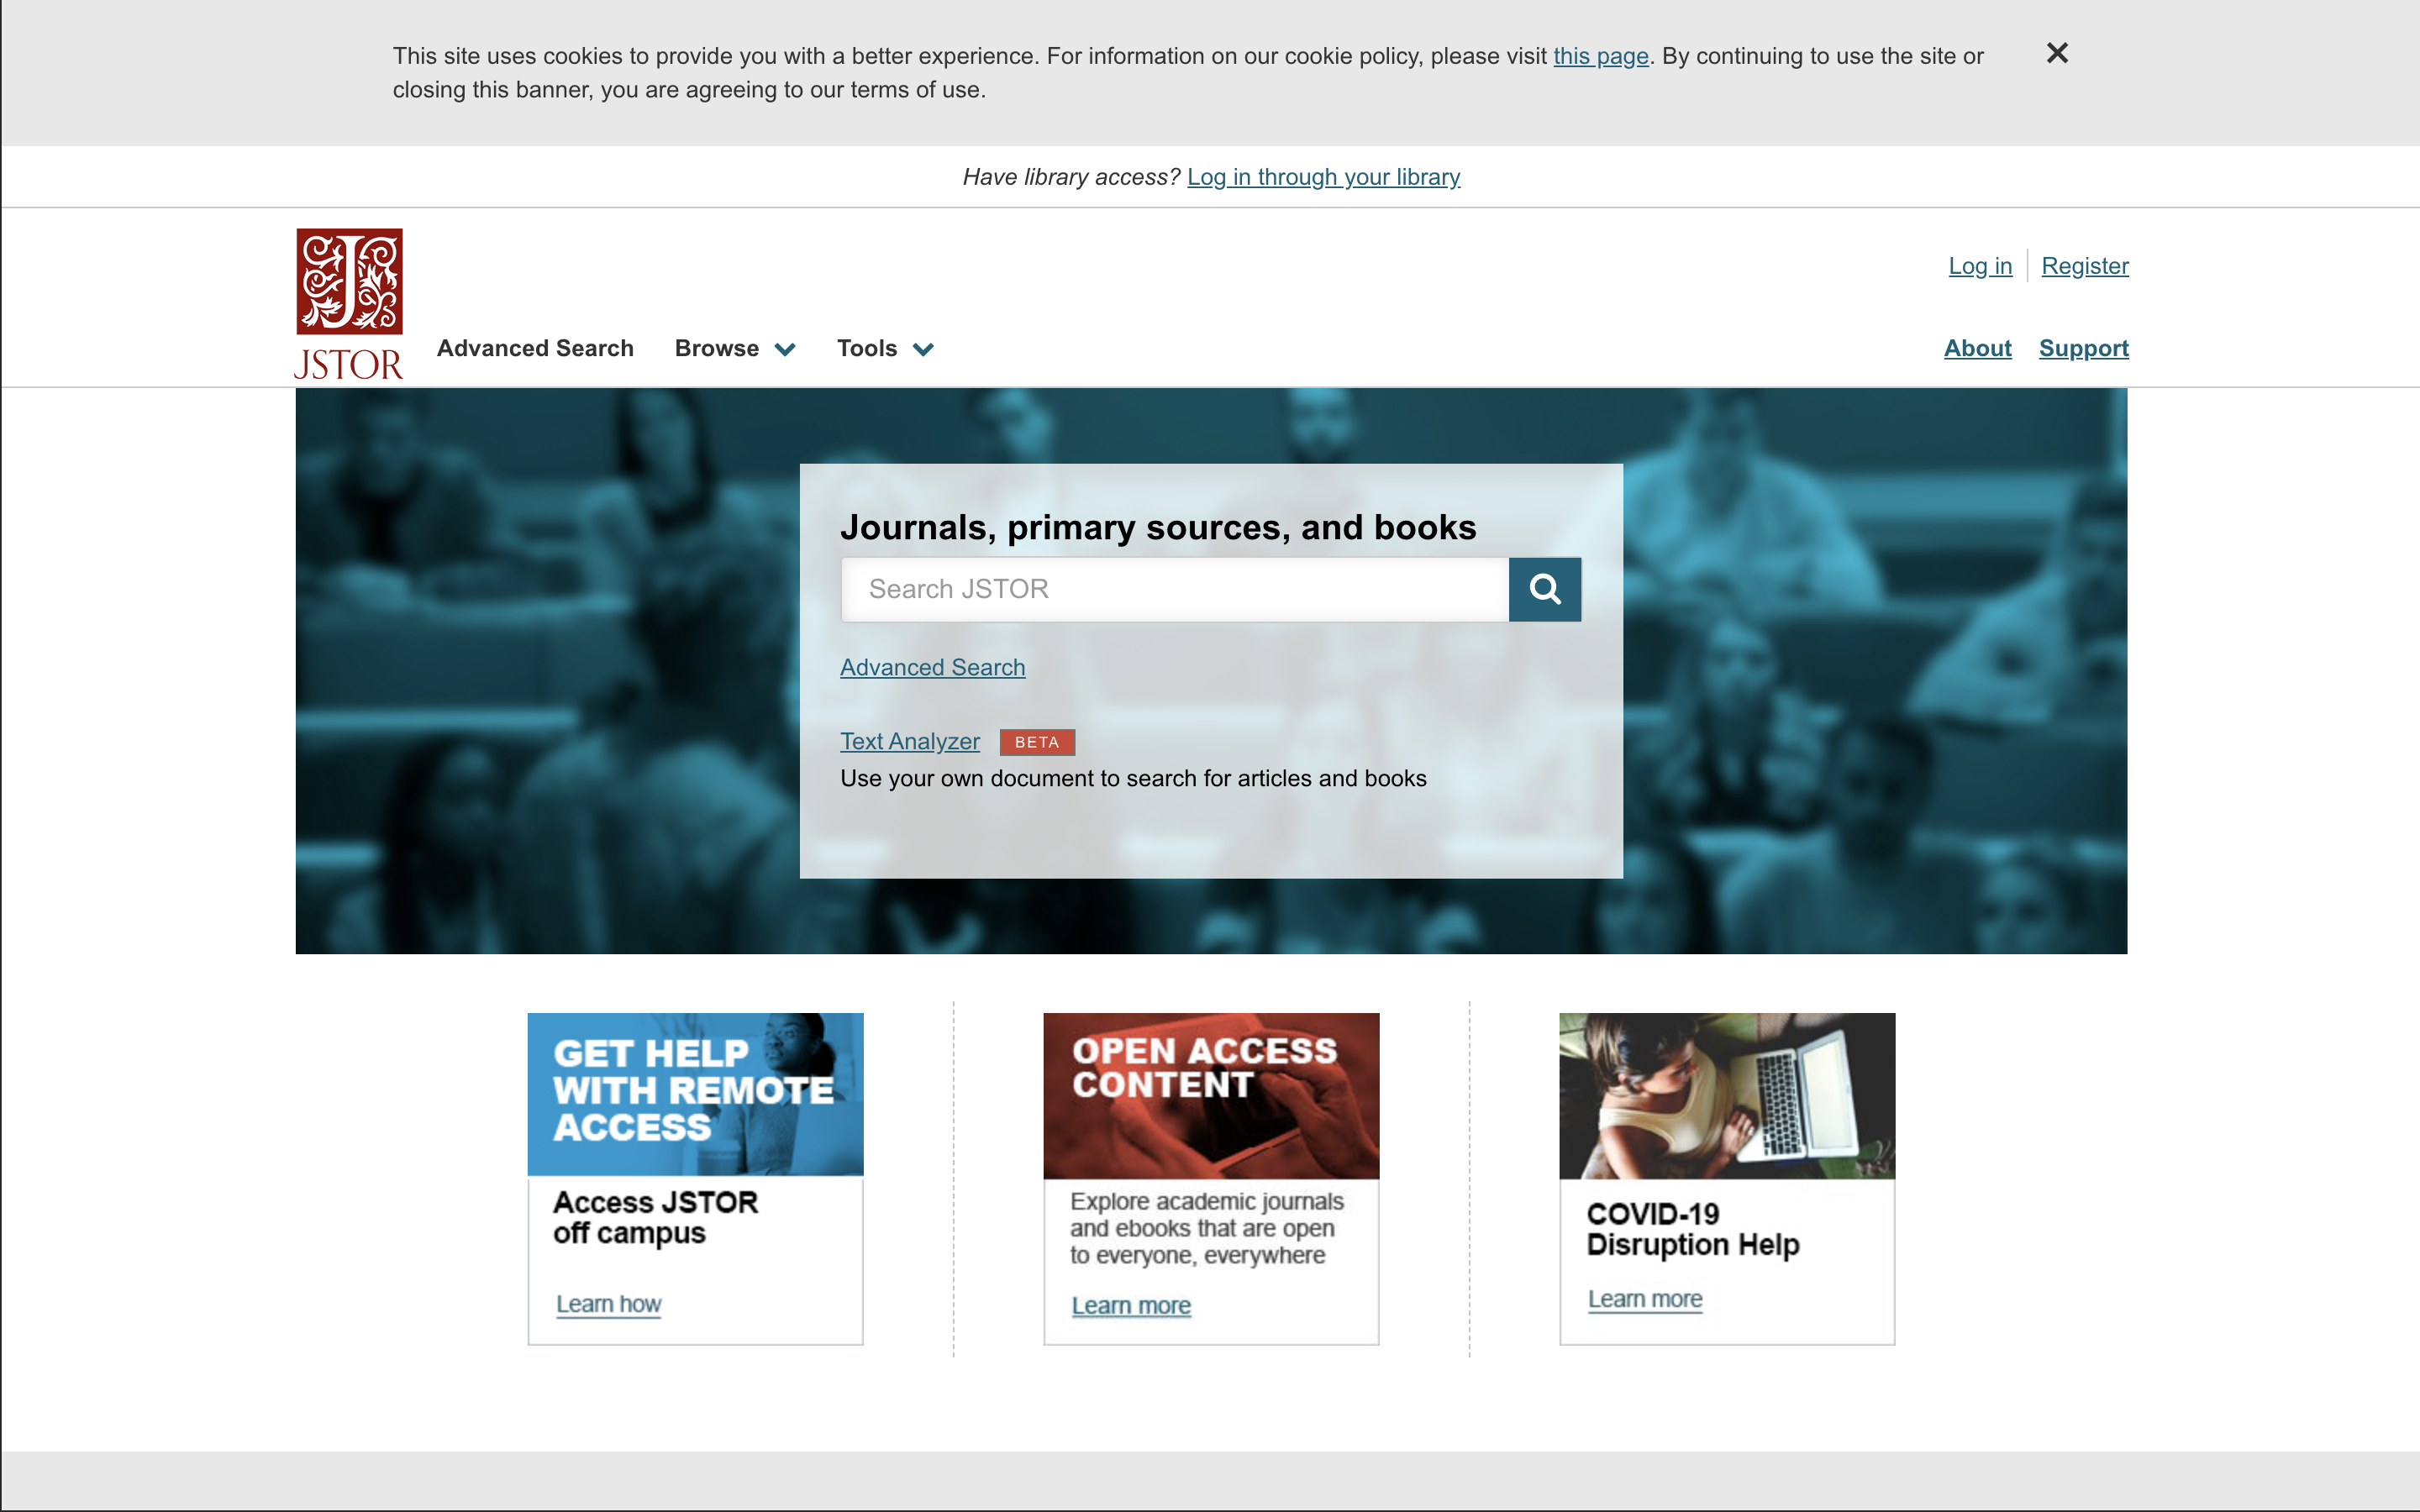 This site uses cookies to provide you with a better experience. For information on our cookie policy, please visit this page. By continuing to use the site or
closing this banner, you are agreeing to our terms of use.
Have library access? Log in through your library
Log in
Register
JSTOR
Advanced Search
Browse
Tools
About
Support
Journals, primary sources, and books
Search JSTOR
Advanced Search
Text Analyzer BETA
Use your own document to search for articles and books
GET HELP
WITH REMOTE
ACCESS
Access JSTOR
off campus
Learn how
OPEN ACCESS
CONTENT
Explore academic journals
and ebooks that are open
to everyone, everywhere
Learn more
COVID-19
Disruption Help
Learn more